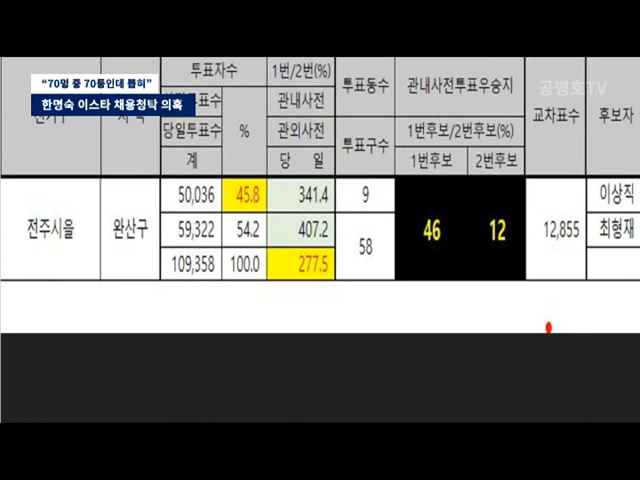 "70명 중 70통인데 뽑혀"
한명숙 이스타 채용청탁 의혹
공병호TV
투표자수
1번/2번(%)
투표동수
관내사전투표우승지
교차표수
후보자
관내사전
당일투표수
%
관외사전
투표구수
1번후보/2번후보(%)
계
당 일
1번후보
2번후보
전주시을
완산구
50,036
45.8
341.4
9
46
12
12,855
이상직
59,322
54.2
407.2
58
최형재
109,358
100.0
277.5